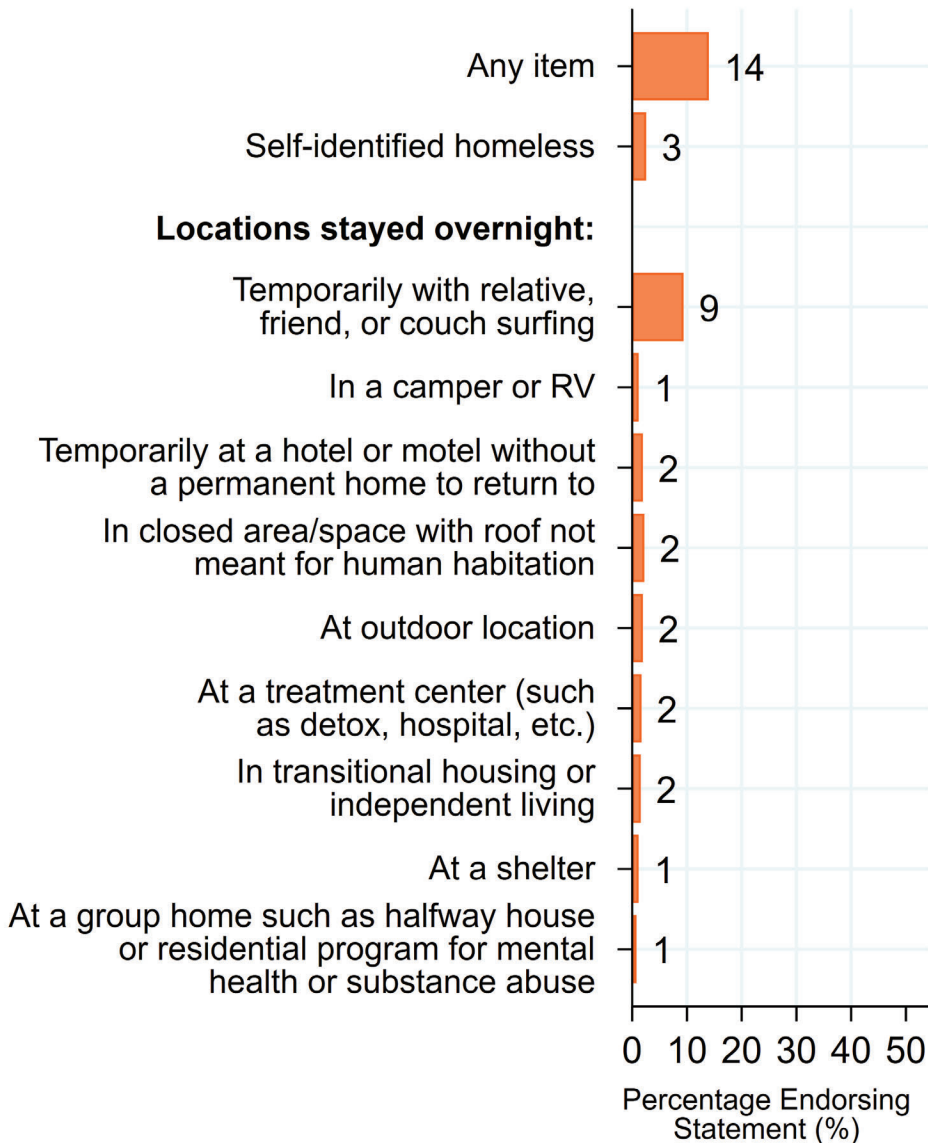 Any item
14
Self-identified homeless
3
Locations stayed overnight:
Temporarily with relative,
friend, or couch surfing
9
In a camper or RV
1
Temporarily at a hotel or motel without
a permanent home to return to
2
In closed area/space with roof not
meant for human habitation
2
At outdoor location
2
At a treatment center (such
as detox, hospital, etc.)
2
In transitional housing or
independent living
2
At a shelter
1
At a group home such as halfway house
or residential program for mental
health or substance abuse
1
0 10 20 30 40 50
Percentage Endorsing
Statement (%)